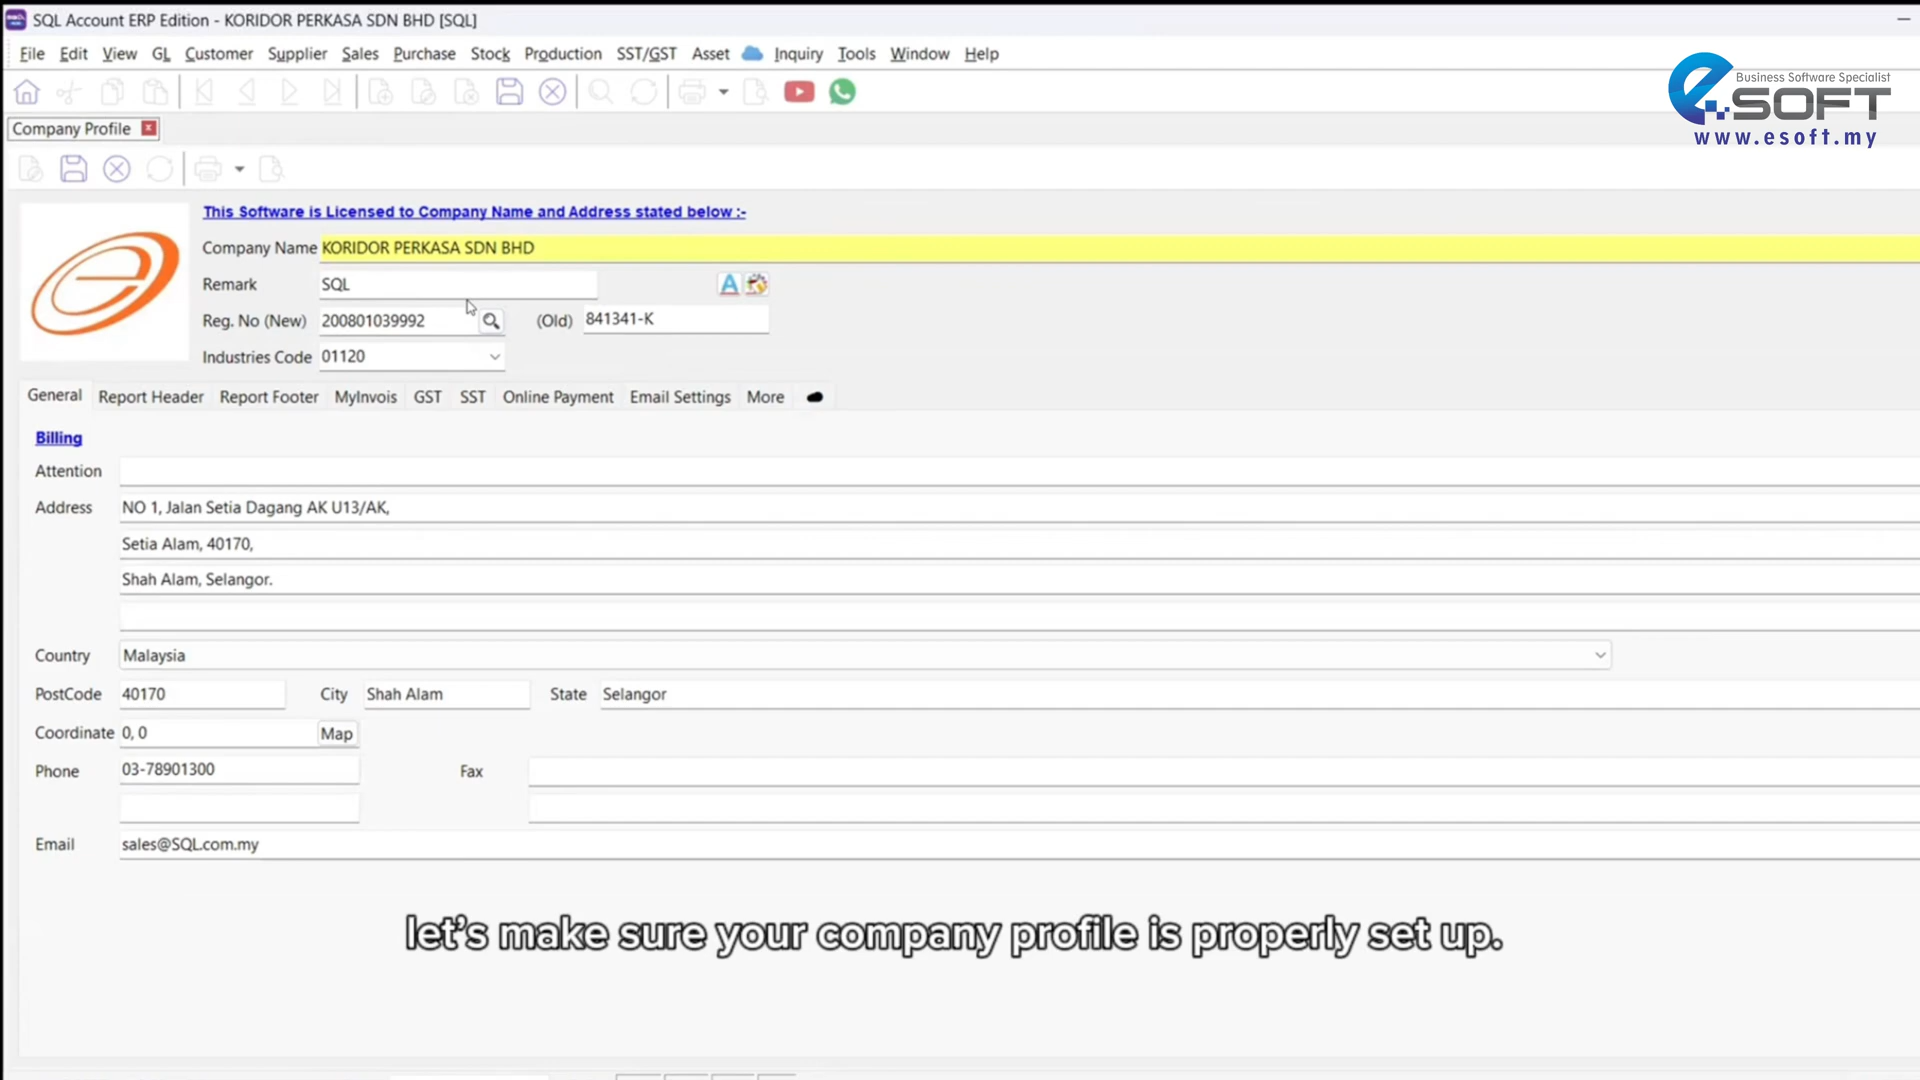 SQL Account ERP Edition - KORIDOR PERKASA SDN BHD [SQL]
File Edit View GL Customer Supplier Sales Purchase Stock Production SST/GST Asset Inquiry Tools Window Help
Business Software Specialist
eSOFT
www.esoft.my
Company Profile
This Software is Licensed to Company Name and Address stated below :-
Company Name KORIDOR PERKASA SDN BHD
Remark SQL
Reg. No (New) 200801039992 (Old) 841341-K
Industries Code 01120
General Report Header Report Footer MyInvois GST SST Online Payment Email Settings More
Billing
Attention
Address NO 1, Jalan Setia Dagang AK U13/AK,
Setia Alam, 40170,
Shah Alam, Selangor.
Country Malaysia
PostCode 40170 City Shah Alam State Selangor
Coordinate 0, 0 Map
Phone 03-78901300 Fax
Email sales@SQL.com.my
let's make sure your company profile is properly set up.